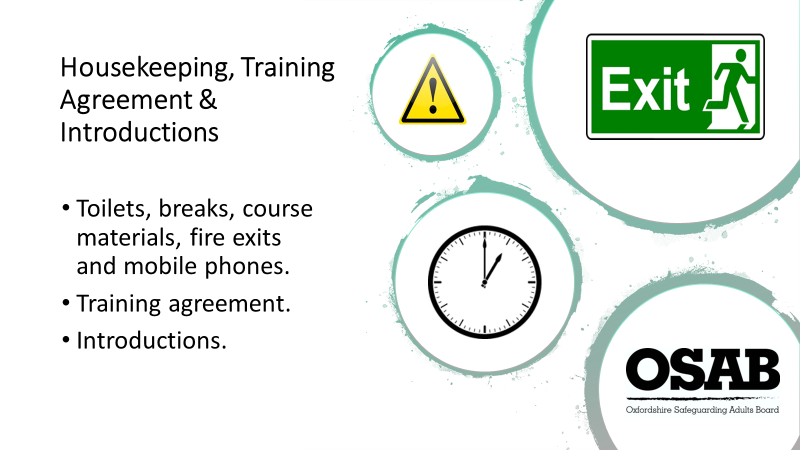 Housekeeping, Training
Agreement &
Introductions
• Toilets, breaks, course
materials, fire exits
and mobile phones.
• Training agreement.
• Introductions.
!
Exit
OSAB
Oxfordshire Safeguarding Adults Board